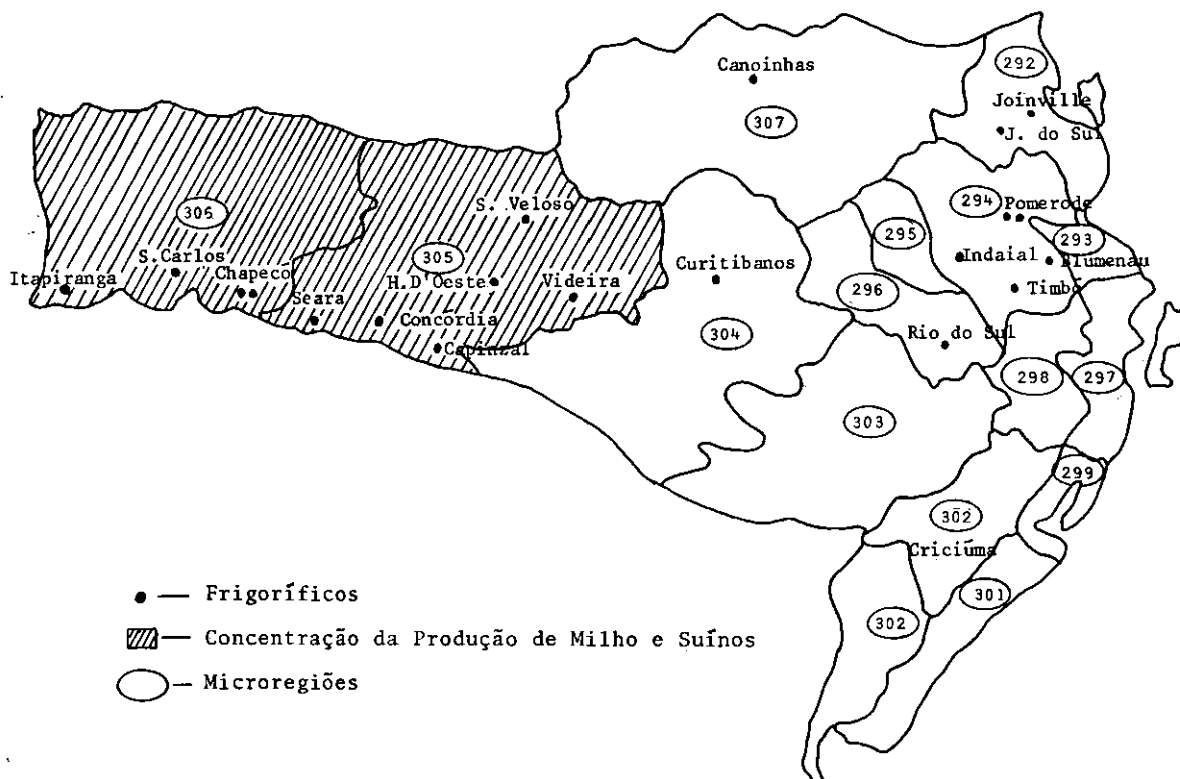 292
Canoinhas
Joinville
307
J. do Sul
294
Pomerode
306
S. Veloso
295
293
S.Carlos
305
Indaial
Blumenau
Itapiranga
Chapeco
H.D'Oeste
Videira
Curitibanos
296
Timbó
Seara
Concórdia
304
Rio do Sul
Capinzal
298
297
303
299
302
Criciúma
301
302
Frigoríficos
Concentração da Produção de Milho e Suínos
Microregiões